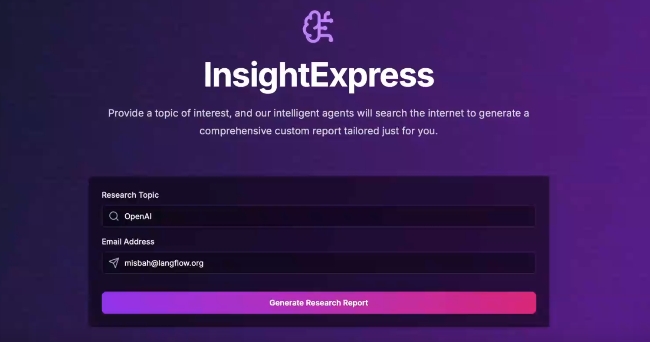 InsightExpress
Provide a topic of interest, and our intelligent agents will search the internet to generate a
comprehensive custom report tailored just for you.
Research Topic
OpenAI
Email Address
misbah@langflow.org
Generate Research Report